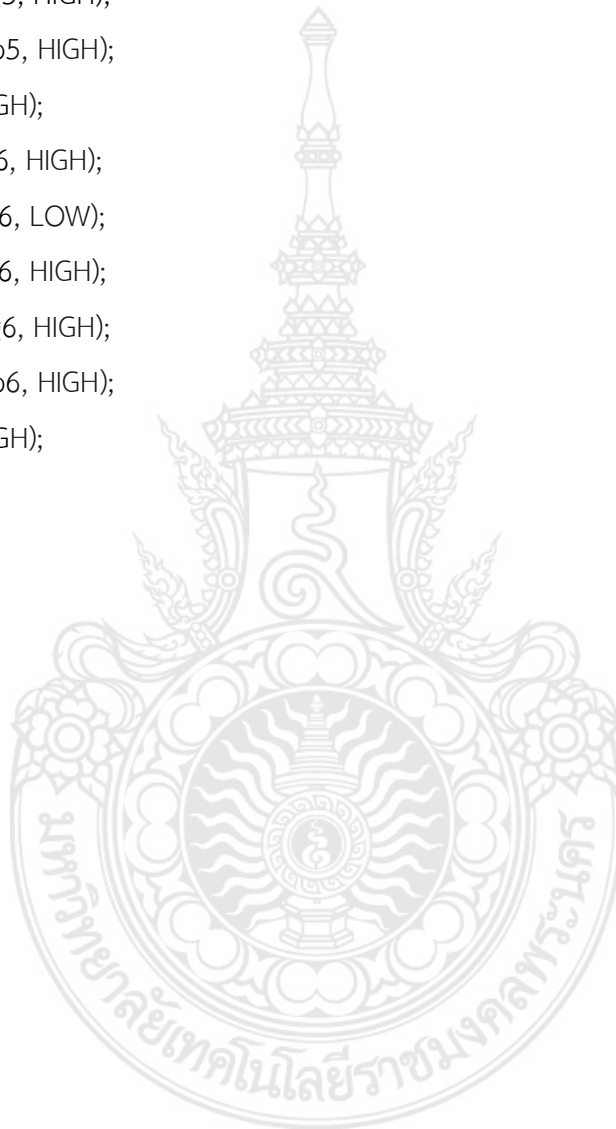 5, HIGH);
o5, HIGH);
GH);
6, HIGH);
6, LOW);
6, HIGH);
6, HIGH);
o6, HIGH);
GH);
มหาวิทยาลัยเทคโนโลยีราชมงคลพระนคร